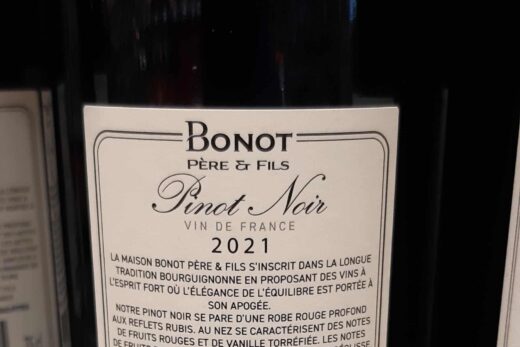 BONOT
PÈRE & FILS
Pinot Noir
VIN DE FRANCE
2021
LA MAISON BONOT PÈRE & FILS S'INSCRIT DANS LA LONGUE
TRADITION BOURGUIGNONNE EN PROPOSANT DES VINS À
L'ESPRIT FORT OÙ L'ÉLÉGANCE DE L'ÉQUILIBRE EST PORTÉE À
SON APOGÉE.
NOTRE PINOT NOIR SE PARE D'UNE ROBE ROUGE PROFOND
AUX REFLETS RUBIS. AU NEZ SE CARACTÉRISENT DES NOTES
DE FRUITS ROUGES ET DE VANILLE TORRÉFIÉE. LES NOTES
DE